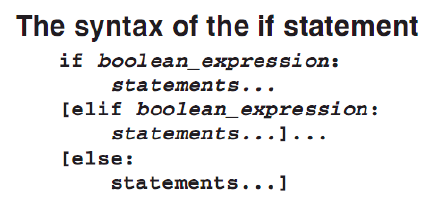 The syntax of the if statement
if boolean_expression:
statements...
[elif boolean_expression:
statements...]...
[else:
statements...]